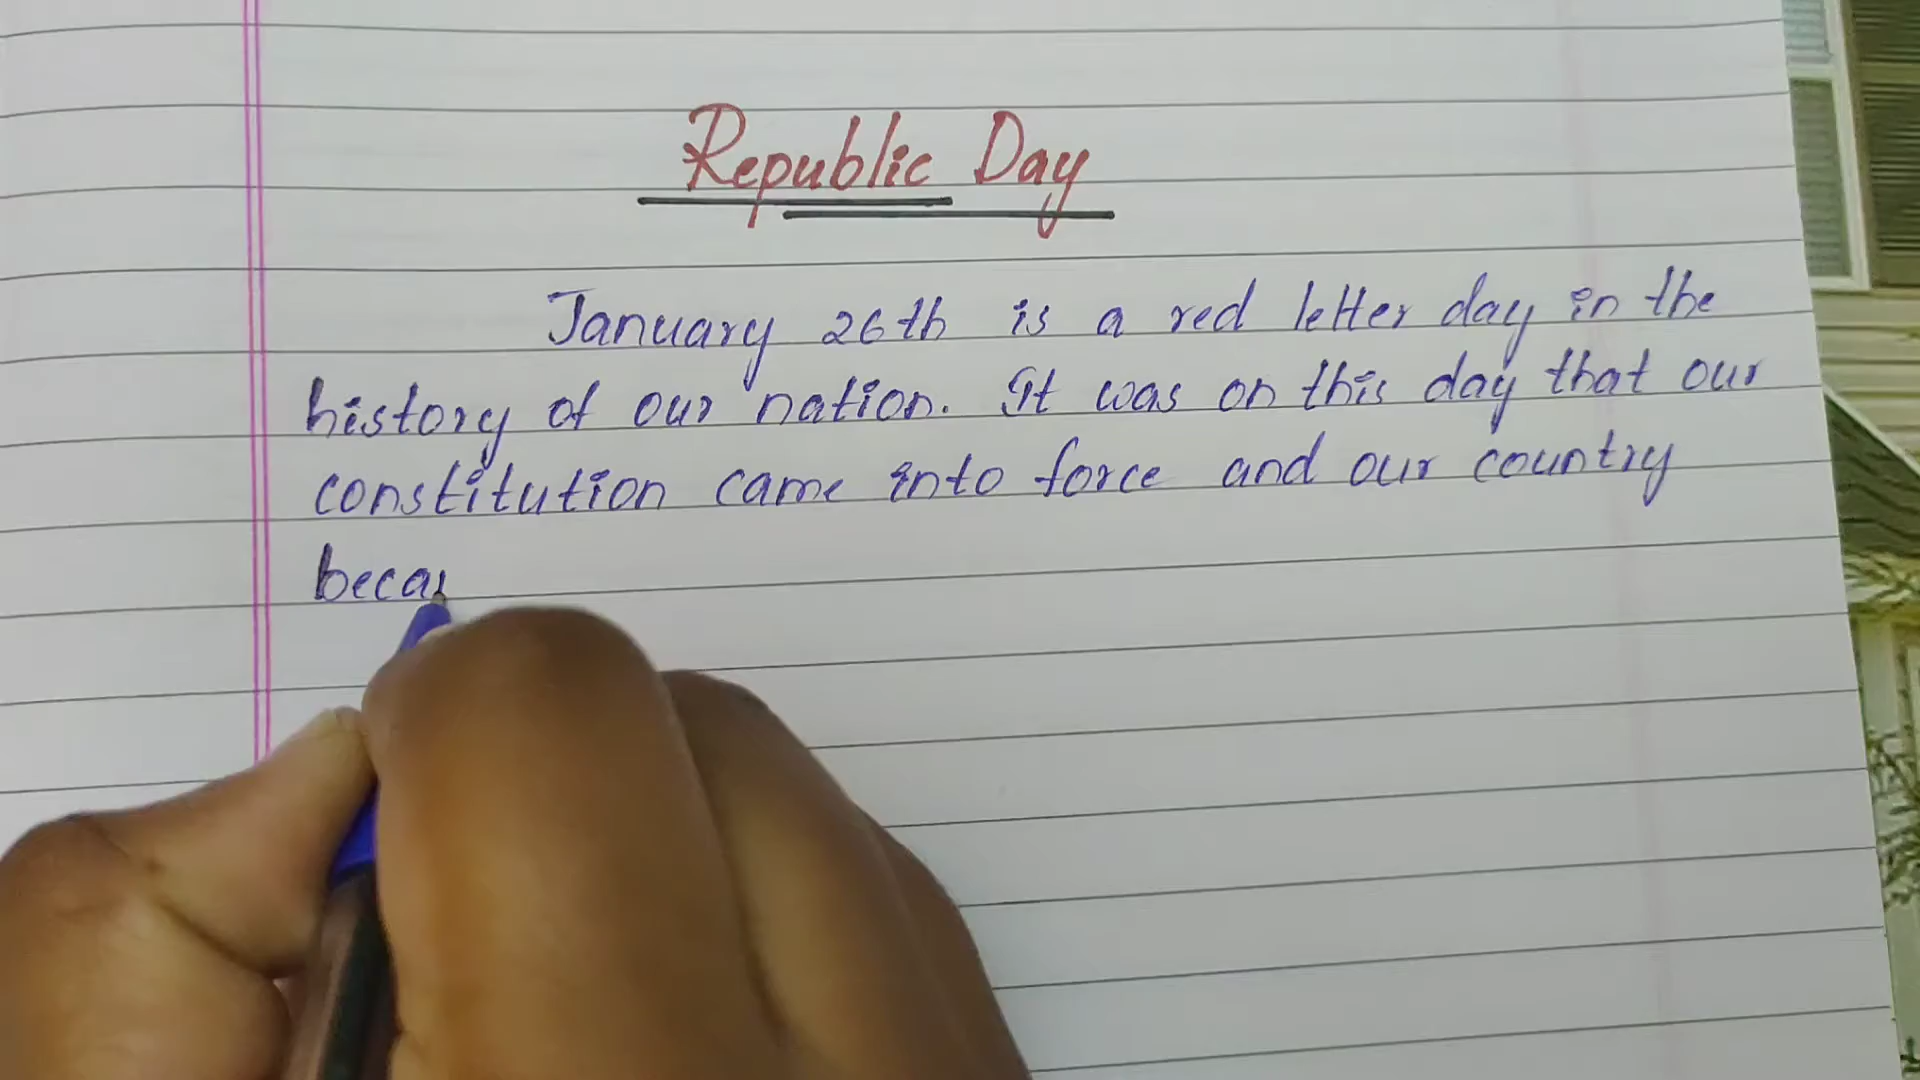 Republic Day
January 26th is a red letter day in the
history of our nation. It was on this day that our
constitution came into force and our country